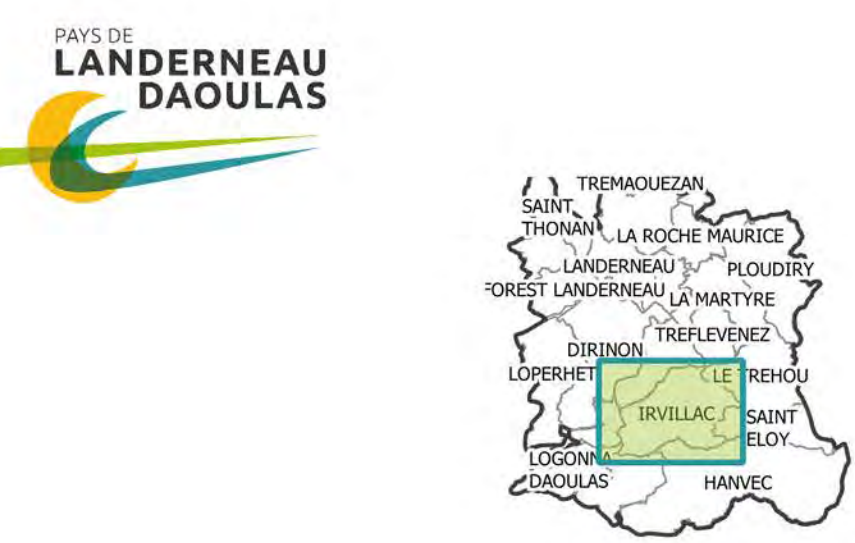 PAYS DE
LANDERNEAU
DAOULAS
TREMAOUEZAN
SAINT
THONAN
LA ROCHE MAURICE
LANDERNEAU
PLOUDIRY
FOREST LANDERNEAU
LA MARTYRE
TREFLEVENEZ
DIRINON
LOPERHET
LE TREHOU
IRVILLAC
SAINT
ELOY
LOGONNA
DAOULAS
HANVEC